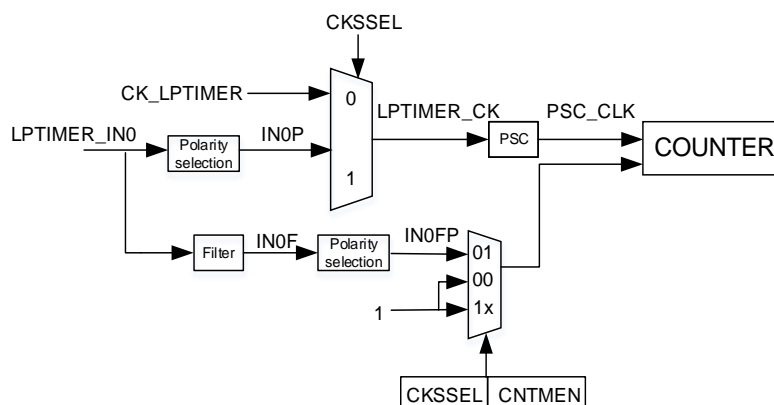 CKSSEL
CK_LPTIMER
0
LPTIMER_CK
PSC_CLK
LPTIMER_IN0
Polarity
selection
IN0P
PSC
COUNTER
1
Filter
IN0F
Polarity
selection
IN0FP
01
00
1
1x
CKSSEL
CNTMEN